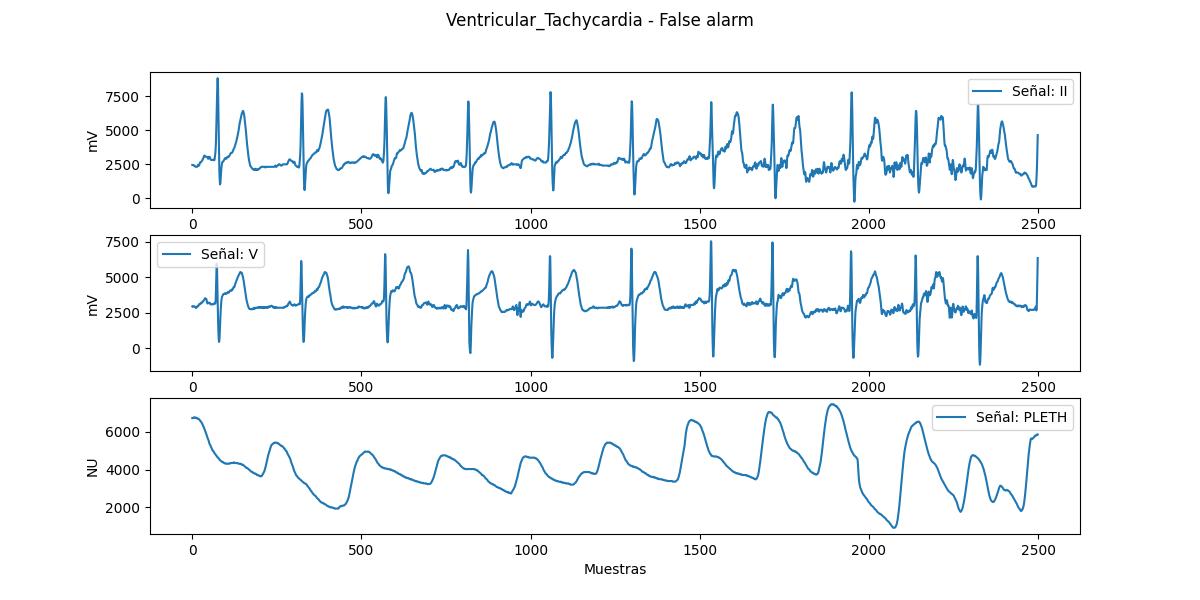 Ventricular_Tachycardia - False alarm
7500
5000
2500
0
mV
Señal: II
0 500 1000 1500 2000 2500
7500
5000
2500
0
mV
Señal: V
0 500 1000 1500 2000 2500
6000
4000
2000
NU
Señal: PLETH
0 500 1000 1500 2000 2500
Muestras